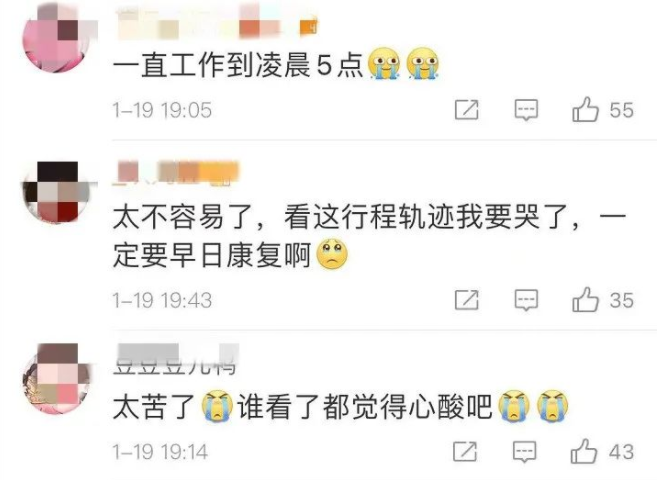 一直工作到凌晨5点
1-19 19:05
55
太不容易了，看这行程轨迹我要哭了，一
定要早日康复啊
1-19 19:43
35
太苦了 谁看了都觉得心酸吧
1-19 19:14
43